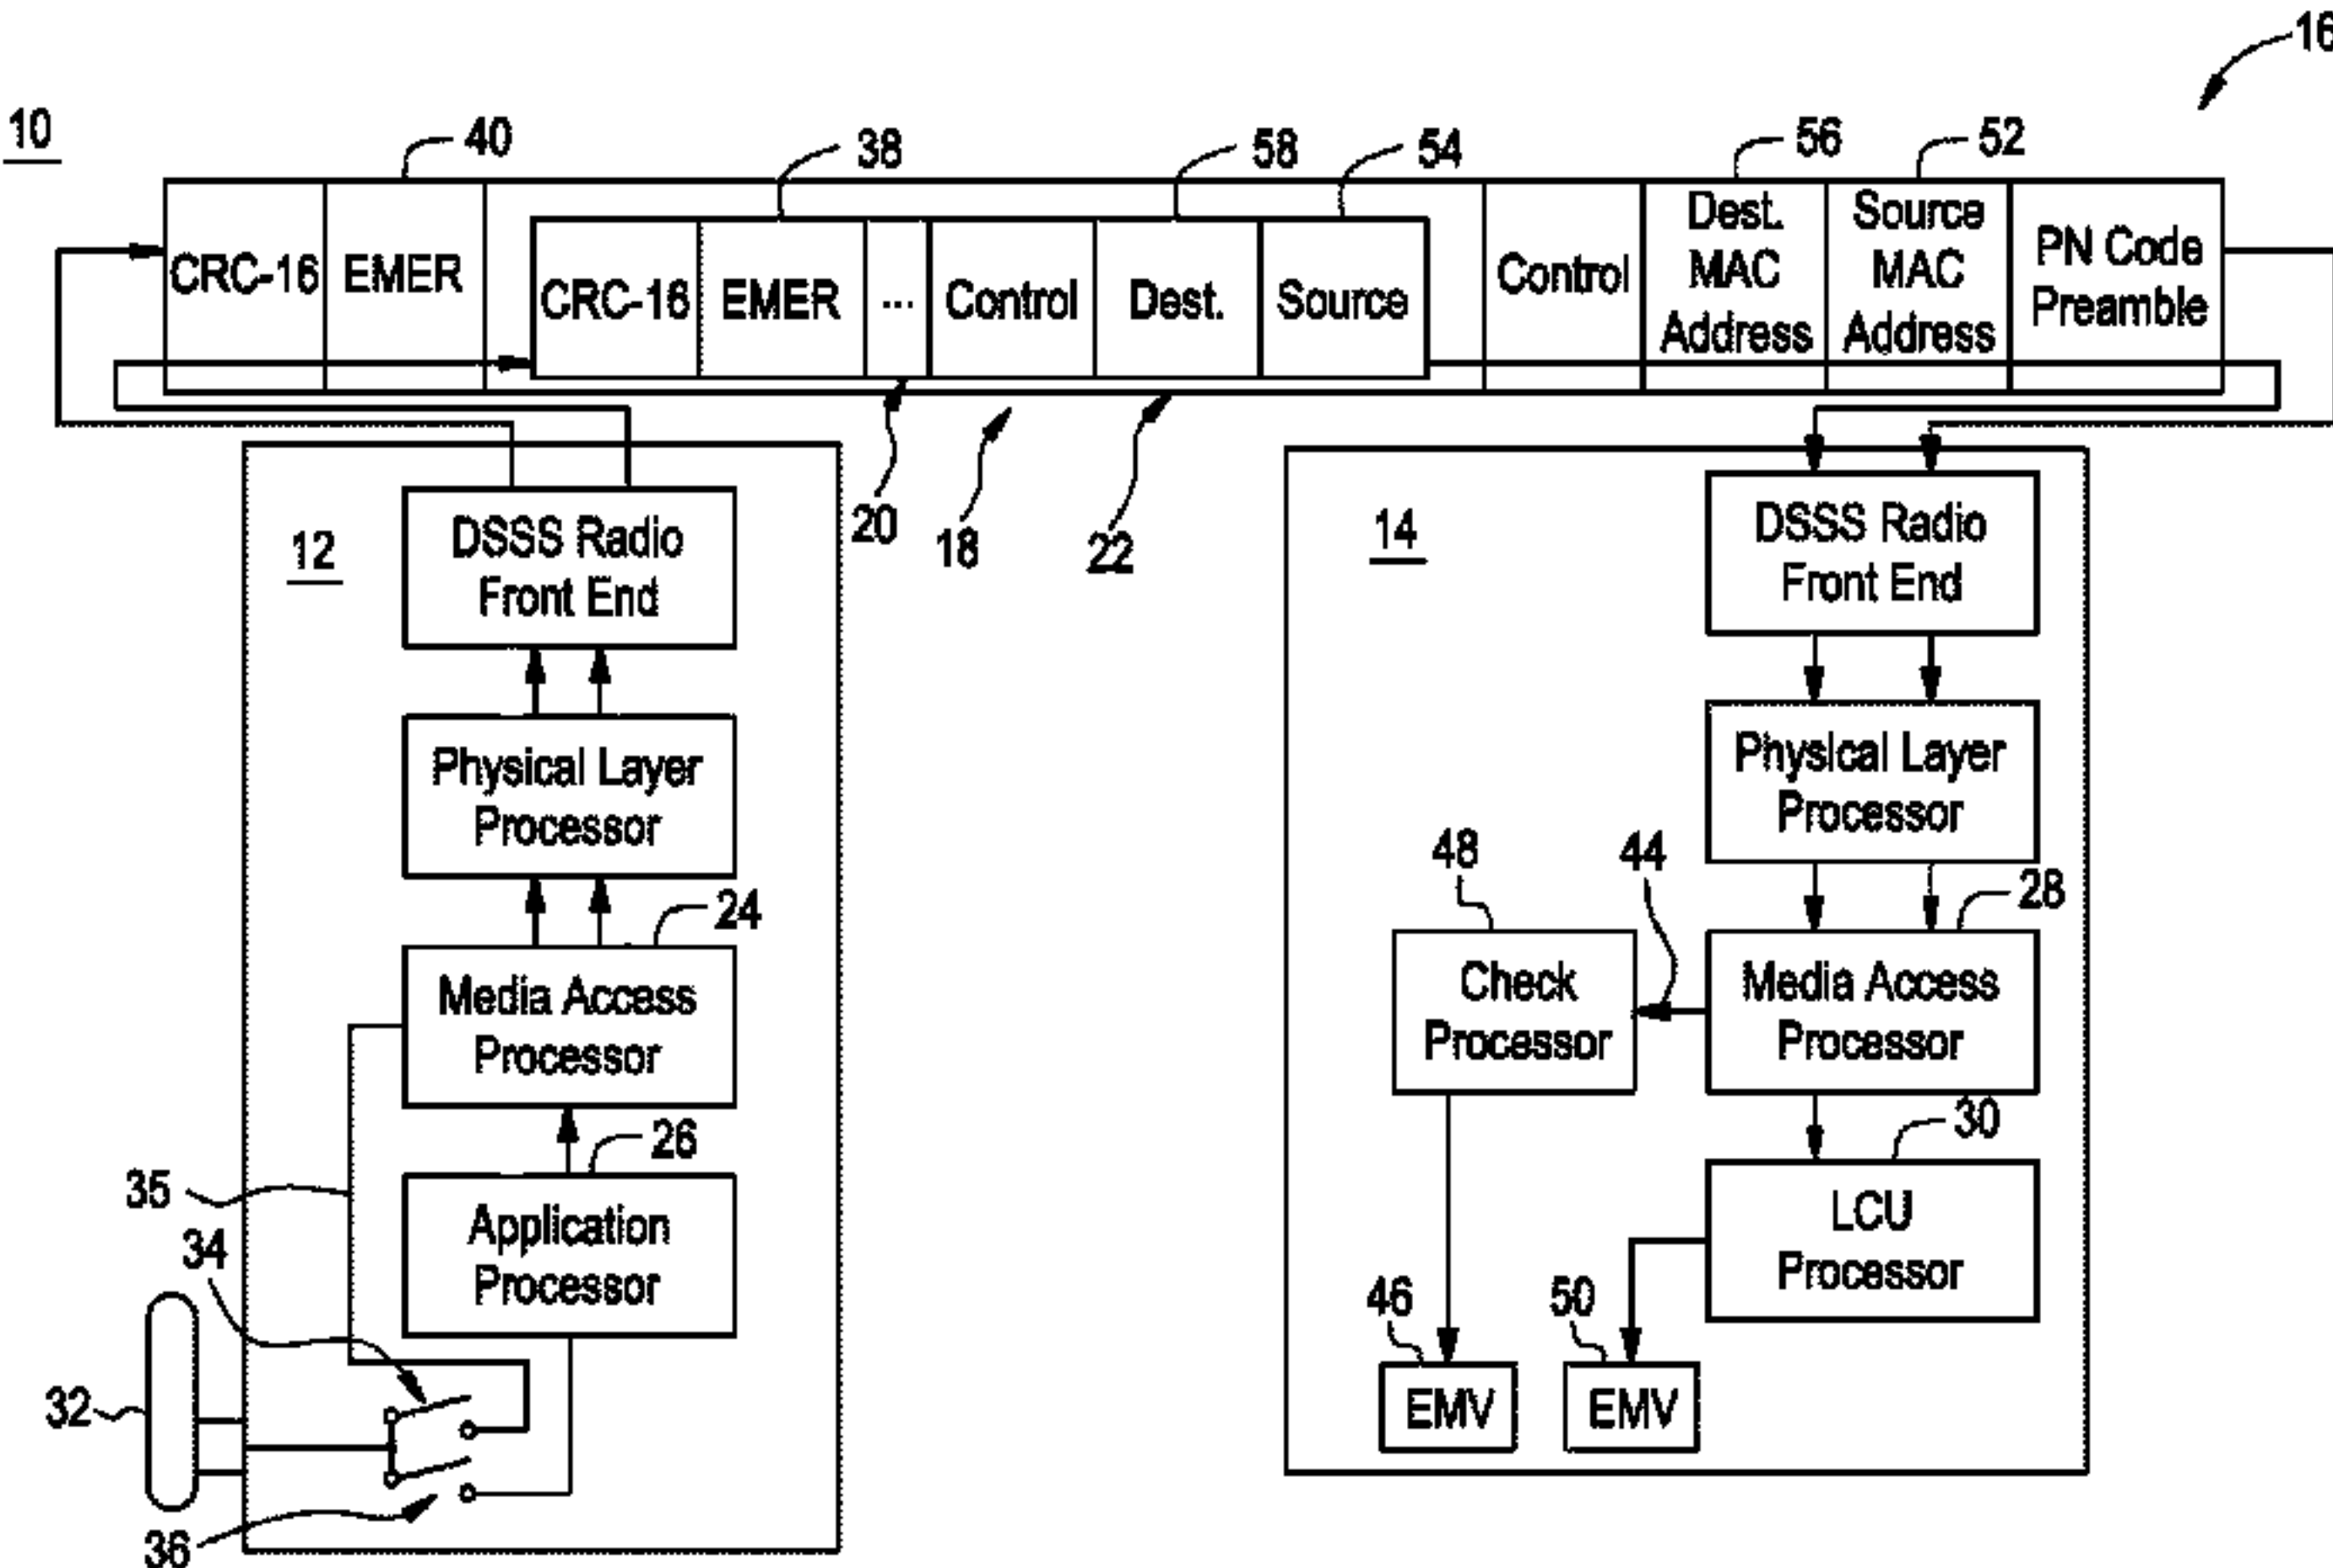 16
10
40
38
58
54
56
52
CRC-16
EMER
CRC-16
EMER
...
Control
Dest.
Source
Control
Dest.
MAC
Address
Source
MAC
Address
PN Code
Preamble
20
18
22
12
DSSS Radio
Front End
Physical Layer
Processor
24
Media Access
Processor
26
Application
Processor
35
34
32
36
14
DSSS Radio
Front End
Physical Layer
Processor
48
44
28
Check
Processor
Media Access
Processor
30
LCU
Processor
46
50
EMV
EMV